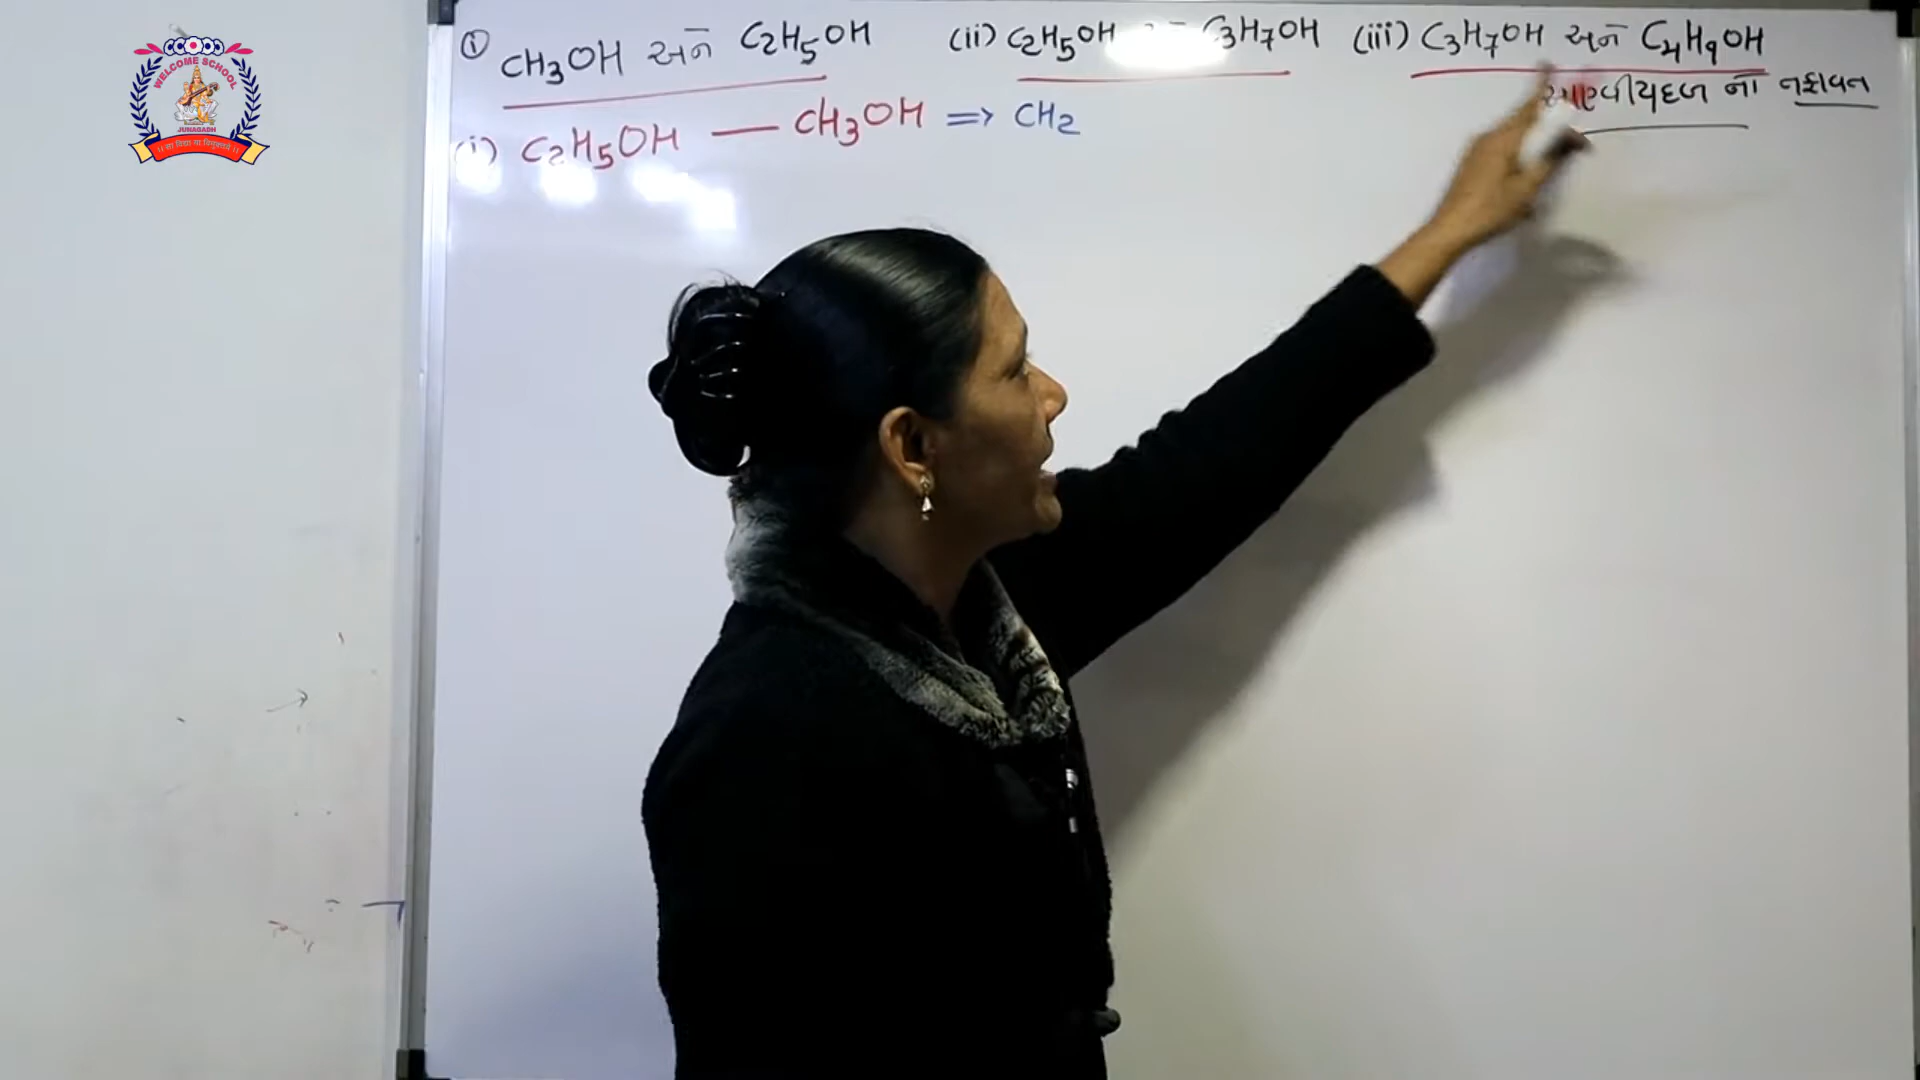 WELCOME SCHOOL
JUNAGADH
।। सा विद्या या विमुक्तये ।।
① CH₃OH અને C₂H₅OH (ii) C₂H₅OH C₃H₇OH (iii) C₃H₇OH અને C₄H₉OH
આણ્વીયદળ નો તફાવત
(i) C₂H₅OH — CH₃OH ⇒ CH₂